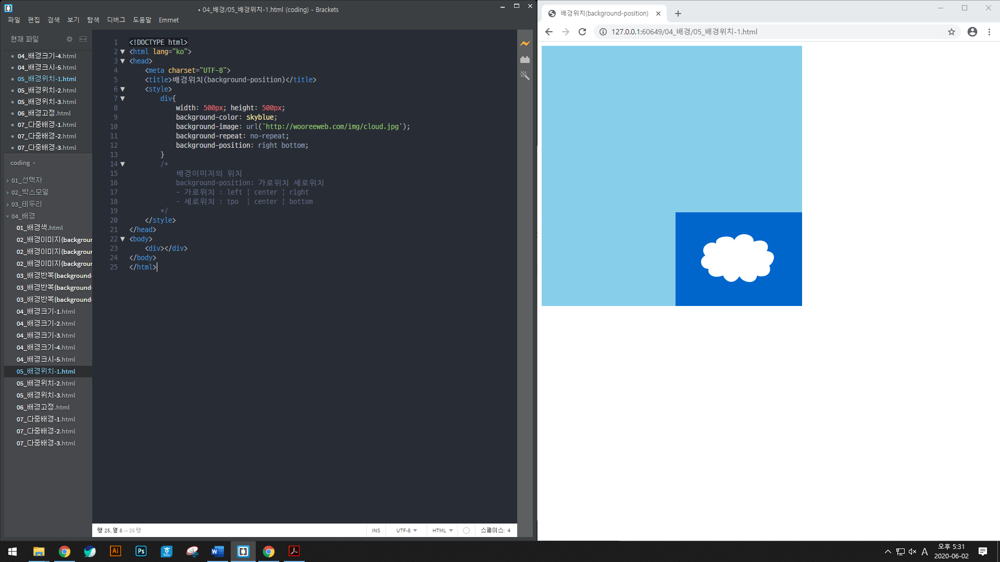 • 04_배경/05_배경위치-1.html (coding) - Brackets
파일 편집 검색 보기 탐색 디버그 도움말 Emmet
현재 파일
04_배경크기-4.html
04_배경크시-5.html
05_배경위치-1.html
05_배경위치-2.html
05_배경위치-3.html
06_배경고정.html
07_다중배경-1.html
07_다중배경-2.html
07_다중배경-3.html
coding
01_선택자
02_박스모델
03_테두리
04_배경
01_배경색.html
02_배경이미지(backgroun
02_배경이미지(backgroun
02_배경이미지(backgroun
03_배경반복(background-
03_배경반복(background-
03_배경반복(background-
04_배경크기-1.html
04_배경크기-2.html
04_배경크기-3.html
04_배경크기-4.html
04_배경크시-5.html
05_배경위치-1.html
05_배경위치-2.html
05_배경위치-3.html
06_배경고정.html
07_다중배경-1.html
07_다중배경-2.html
07_다중배경-3.html
1 <!DOCTYPE html>
2 <html lang="ko">
3 <head>
4 <meta charset="UTF-8">
5 <title>배경위치(background-position)</title>
6 <style>
7 div{
8 width: 500px; height: 500px;
9 background-color: skyblue;
10 background-image: url('http://wooreeweb.com/img/cloud.jpg');
11 background-repeat: no-repeat;
12 background-position: right bottom;
13 }
14 /*
15 배경이미지의 위치
16 background-position: 가로위치 세로위치
17 - 가로위치 : left ¦ center ¦ right
18 - 세로위치 : tpo ¦ center ¦ bottom
19 */
20 </style>
21 </head>
22 <body>
23 <div></div>
24 </body>
25 </html>
행 25, 열 8 — 25 행
INS UTF-8 HTML 스페이스: 4
배경위치(background-position)
127.0.0.1:60649/04_배경/05_배경위치-1.html
Ai Ps
A 오후 5:31
2020-06-02